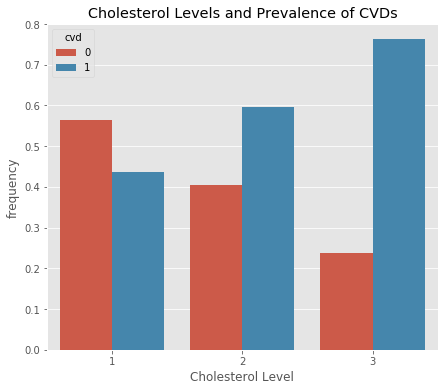 Cholesterol Levels and Prevalence of CVDs
cvd
0
1
0.8
0.7
0.6
0.5
0.4
0.3
0.2
0.1
0.0
frequency
1 2 3
Cholesterol Level